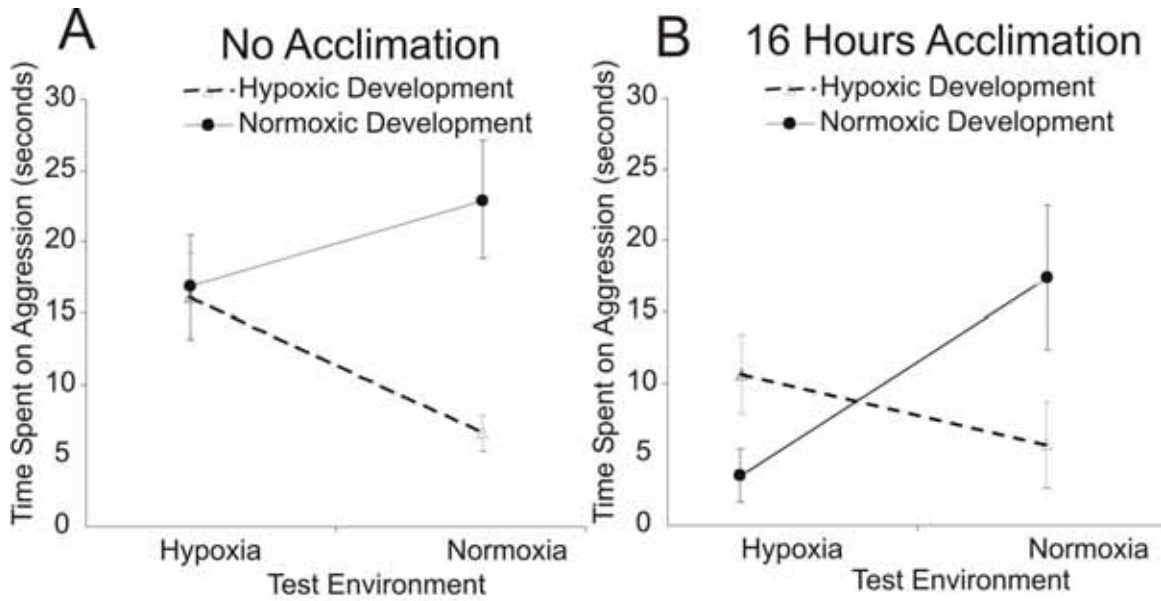 A
No Acclimation
Hypoxic Development
Normoxic Development
Time Spent on Aggression (seconds)
30
25
20
15
10
5
0
Hypoxia
Normoxia
Test Environment
B
16 Hours Acclimation
Hypoxic Development
Normoxic Development
Time Spent on Aggression (seconds)
30
25
20
15
10
5
0
Hypoxia
Normoxia
Test Environment